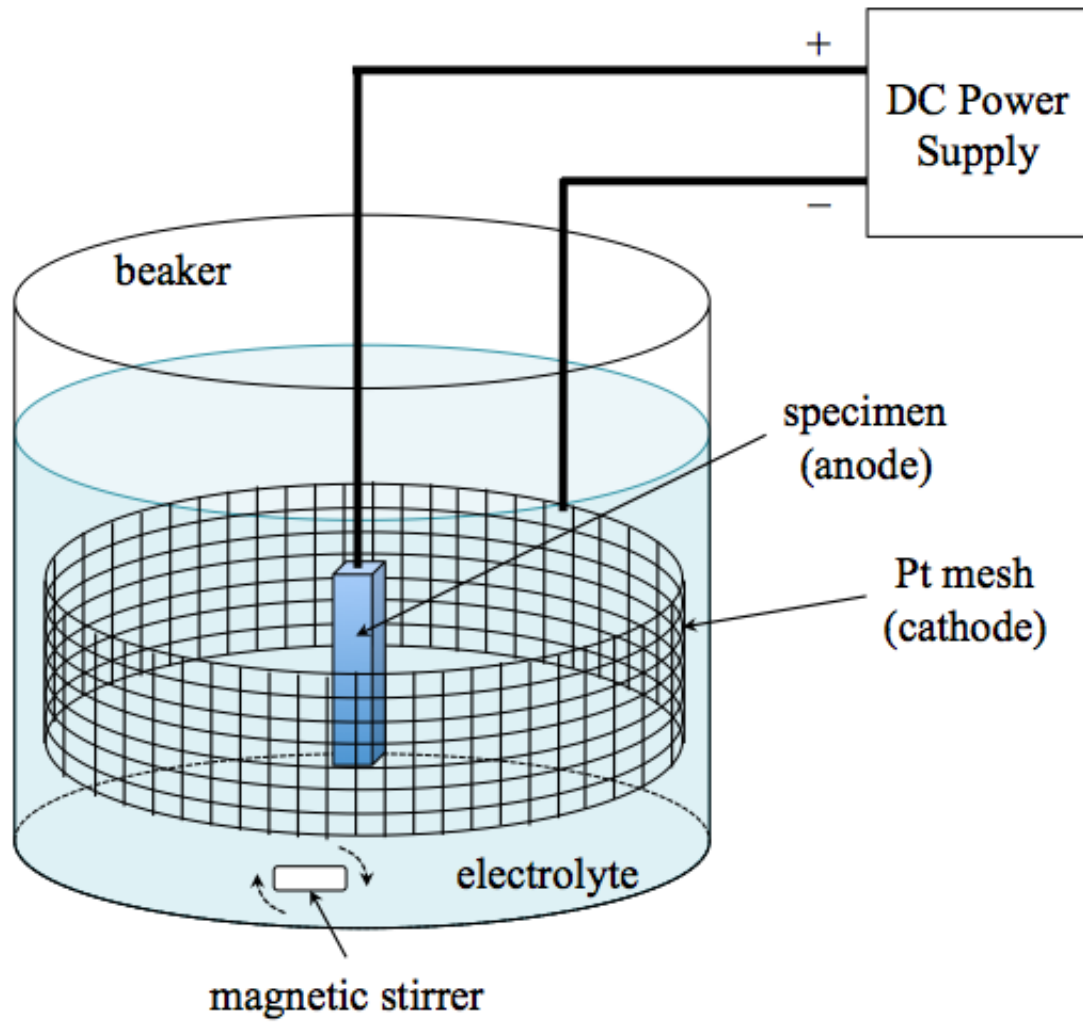 +
DC Power
Supply
−
beaker
specimen
(anode)
Pt mesh
(cathode)
electrolyte
magnetic stirrer